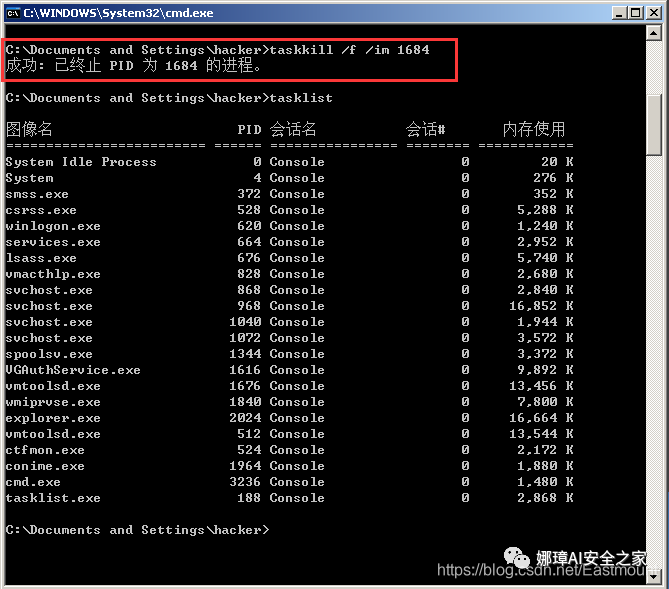 C:\WINDOWS\System32\cmd.exe
C:\Documents and Settings\hacker>taskkill /f /im 1684
成功: 已终止 PID 为 1684 的进程。
C:\Documents and Settings\hacker>tasklist
图像名                       PID 会话名              会话#       内存使用
========================= ====== ================ ======== ============
System Idle Process            0 Console                 0         20 K
System                         4 Console                 0        276 K
smss.exe                     372 Console                 0        352 K
csrss.exe                    528 Console                 0      5,288 K
winlogon.exe                 620 Console                 0      1,240 K
services.exe                 664 Console                 0      2,952 K
lsass.exe                    676 Console                 0      5,740 K
vmacthlp.exe                 828 Console                 0      2,680 K
svchost.exe                  868 Console                 0      2,840 K
svchost.exe                  968 Console                 0     16,852 K
svchost.exe                 1040 Console                 0      1,944 K
svchost.exe                 1072 Console                 0      3,572 K
spoolsv.exe                 1344 Console                 0      3,372 K
VGAuthService.exe           1616 Console                 0      9,892 K
vmtoolsd.exe                1676 Console                 0     13,456 K
wmiprvse.exe                1840 Console                 0      7,800 K
explorer.exe                2024 Console                 0     16,664 K
vmtoolsd.exe                 512 Console                 0     13,544 K
ctfmon.exe                   524 Console                 0      2,172 K
conime.exe                  1964 Console                 0      1,880 K
cmd.exe                     3236 Console                 0      1,480 K
tasklist.exe                 188 Console                 0      2,868 K
C:\Documents and Settings\hacker>
娜璋AI安全之家
https://blog.csdn.net/Eastmount